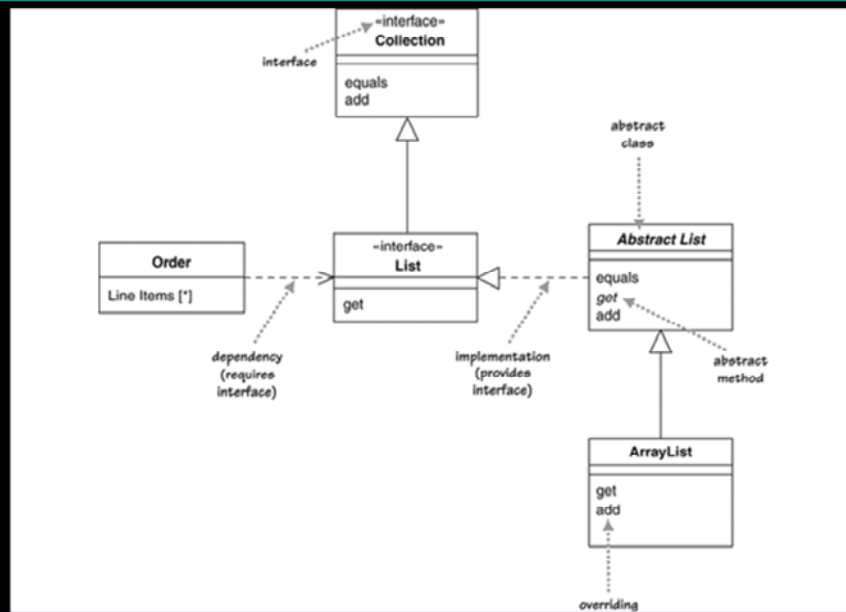 «interface»
Collection
interface
equals
add
abstract
class
«interface»
List
get
Abstract List
equals
get
add
Order
Line Items [*]
dependency
(requires
interface)
implementation
(provides
interface)
abstract
method
ArrayList
get
add
overriding